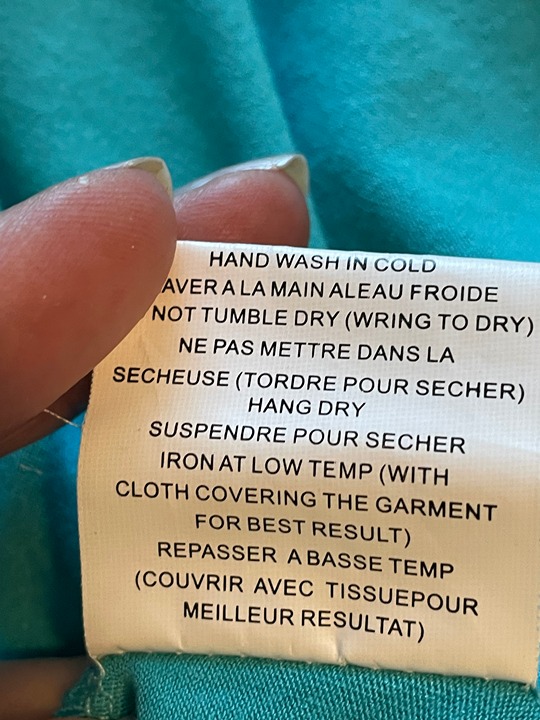 HAND WASH IN COLD
AVER A LA MAIN ALEAU FROIDE
NOT TUMBLE DRY (WRING TO DRY)
NE PAS METTRE DANS LA
SECHEUSE (TORDRE POUR SECHER)
HANG DRY
SUSPENDRE POUR SECHER
IRON AT LOW TEMP (WITH
CLOTH COVERING THE GARMENT
FOR BEST RESULT)
REPASSER A BASSE TEMP
(COUVRIR AVEC TISSUEPOUR
MEILLEUR RESULTAT)